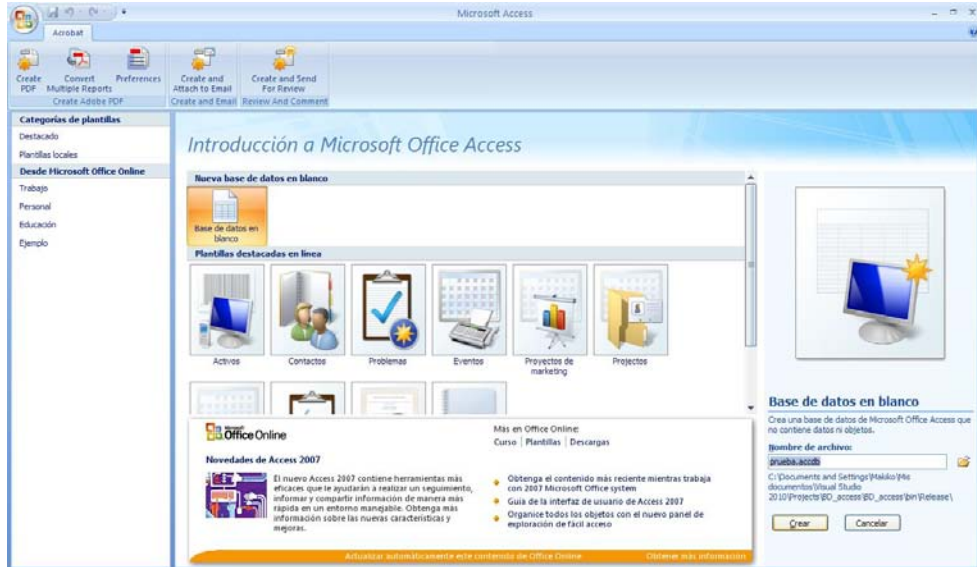 Microsoft Access
Acrobat
Create PDF
Convert Multiple Reports
Preferences
Create and Attach to Email
Create and Send For Review
Create Adobe PDF
Create and Email
Review And Comment
Categorías de plantillas
Destacado
Plantillas locales
Desde Microsoft Office Online
Trabajo
Personal
Educación
Ejemplo
Introducción a Microsoft Office Access
Nueva base de datos en blanco
Base de datos en
blanco
Plantillas destacadas en línea
Activos
Contactos
Problemas
Eventos
Proyectos de
marketing
Projectos
Microsoft
Office Online
Más en Office Online:
Curso | Plantillas | Descargas
Novedades de Access 2007
El nuevo Access 2007 contiene herramientas más
eficaces que le ayudarán a realizar un seguimiento,
informar y compartir información de manera más
rápida en un entorno manejable. Obtenga más
información sobre las nuevas características y
mejoras.
Obtenga el contenido más reciente mientras trabaja
con 2007 Microsoft Office system
Guía de la interfaz de usuario de Access 2007
Organice todos los objetos con el nuevo panel de
exploración de fácil acceso
Actualizar automáticamente este contenido de Office Online
Obtener más información
Base de datos en blanco
Crea una base de datos de Microsoft Office Access que
no contiene datos ni objetos.
Nombre de archivo:
prueba.accdb
C:\Documents and Settings\Makiko\Mis
documentos\Visual Studio
2010\Projects\BD_access\BD_access\bin\Release\
Crear
Cancelar